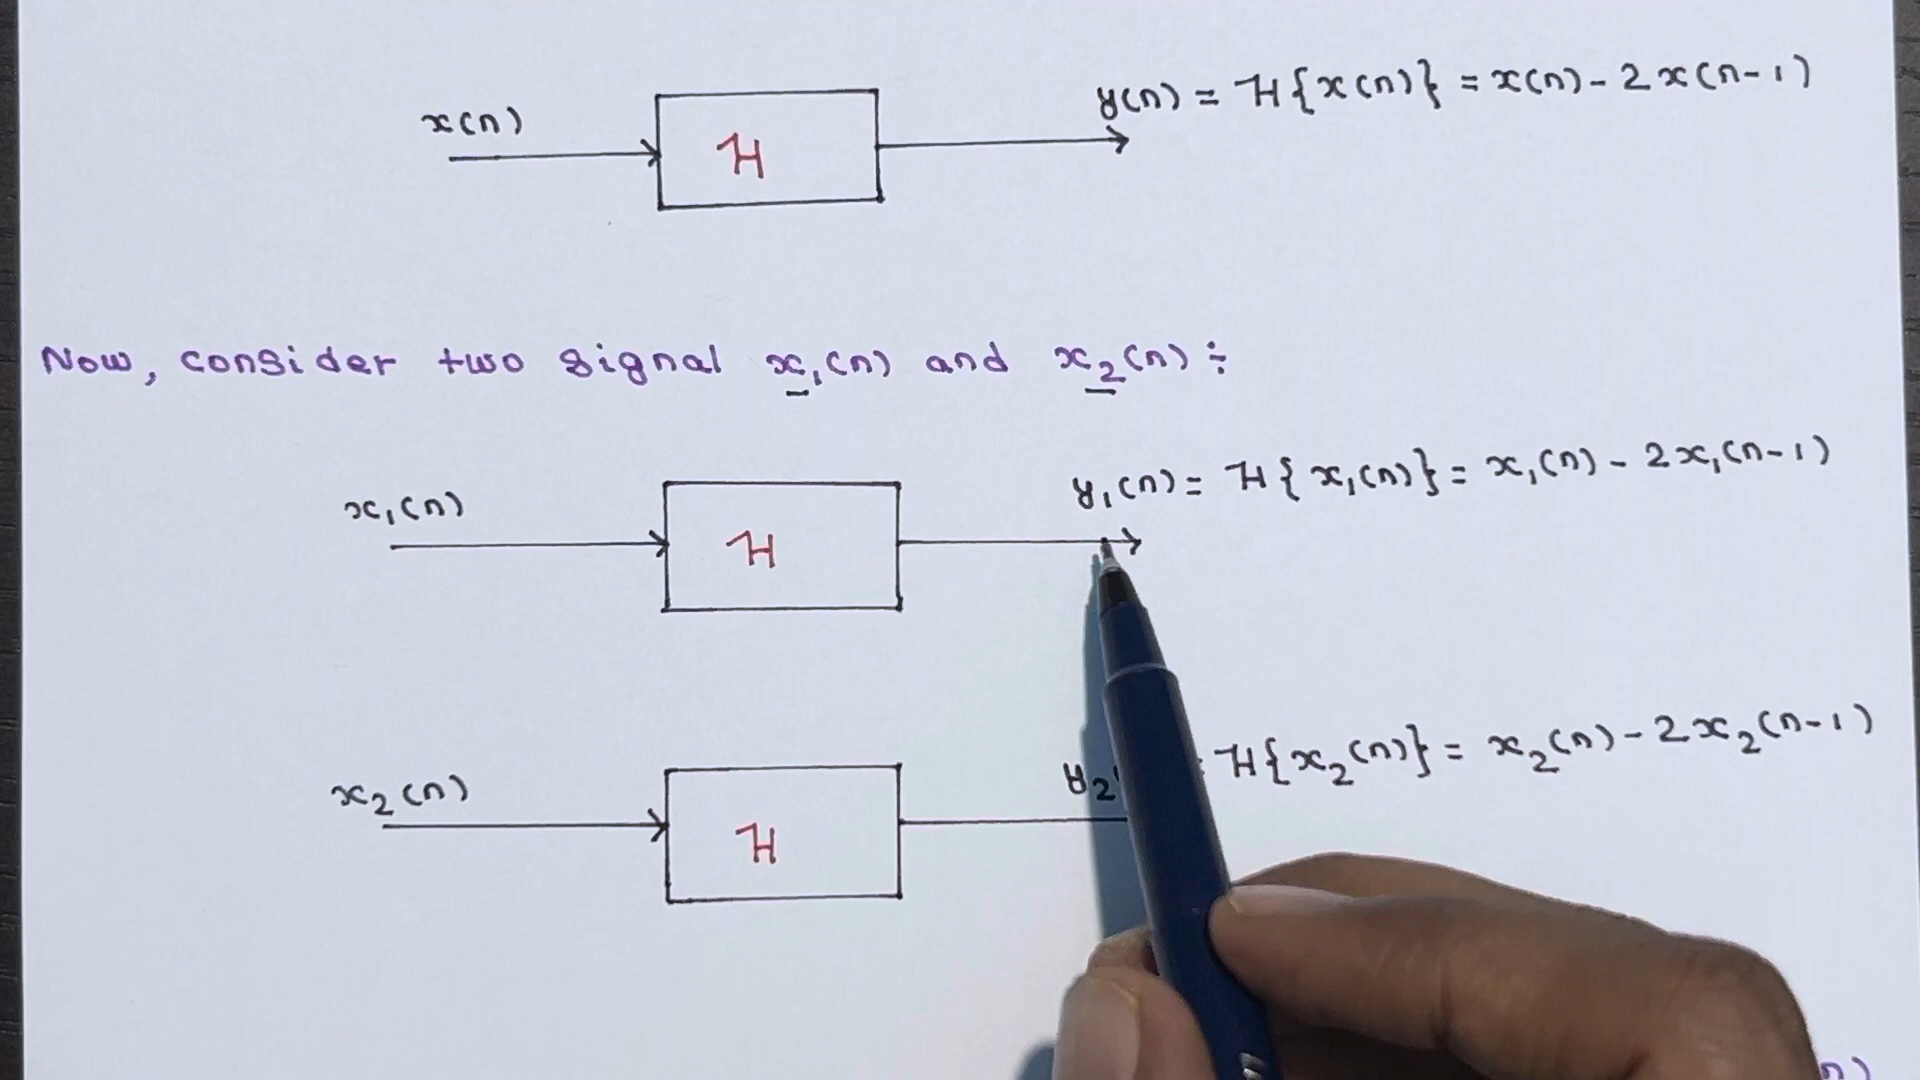 x(n)
H
y(n) = H{x(n)} = x(n) - 2x(n-1)
Now, consider two signal x₁(n) and x₂(n) ÷
x₁(n)
H
y₁(n) = H{x₁(n)} = x₁(n) - 2x₁(n-1)
x₂(n)
H
y₂( = H{x₂(n)} = x₂(n) - 2x₂(n-1)
n)